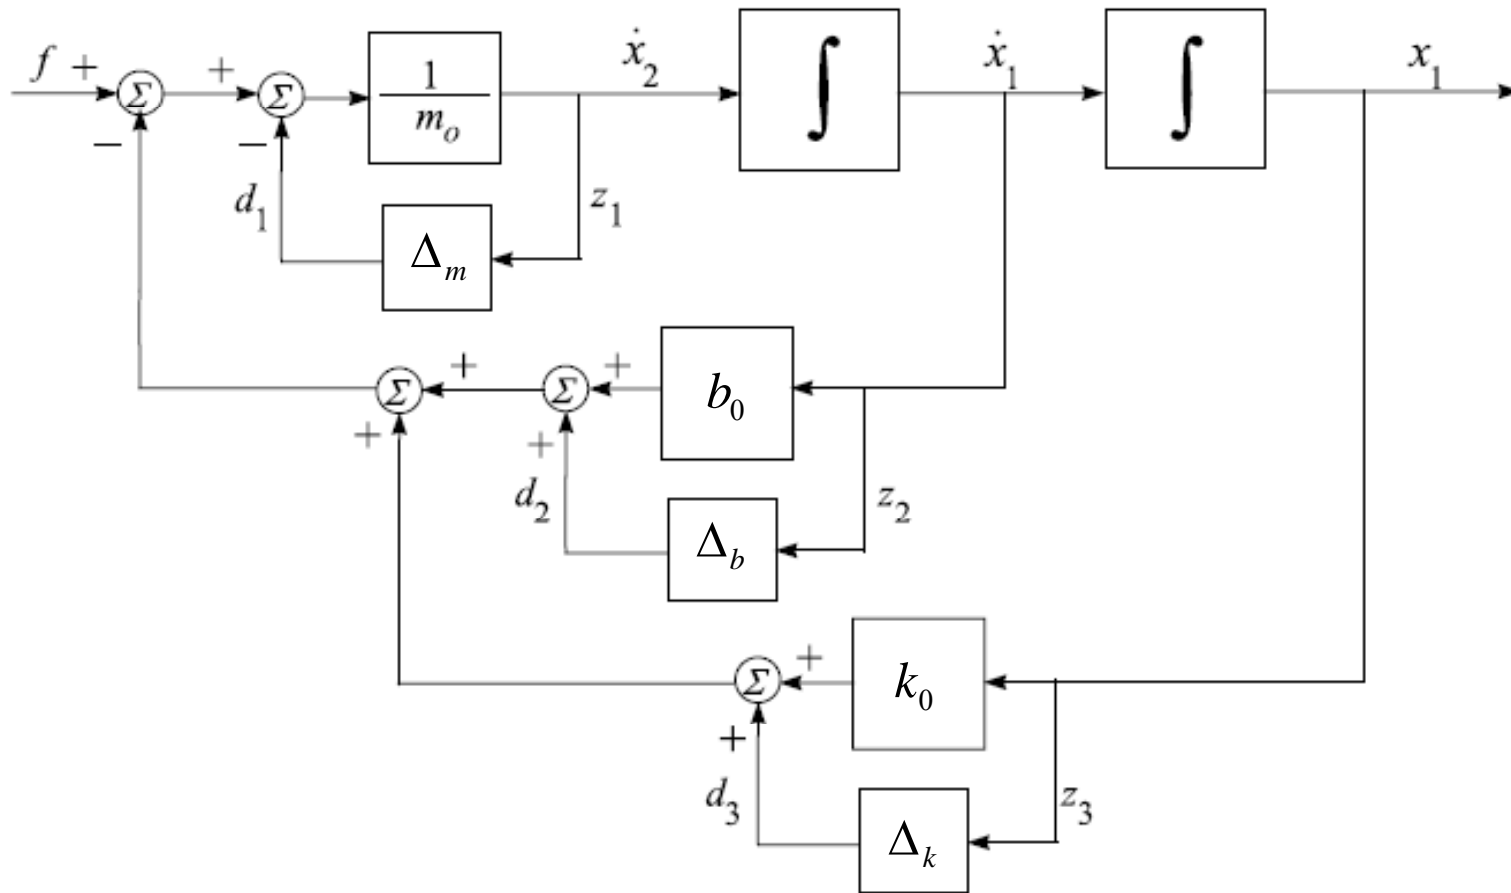 f + Σ + Σ 1/m_o ẋ_2 ∫ ẋ_1 ∫ x_1
− −
d_1 Δ_m z_1
Σ + Σ + b_0
+ +
d_2 Δ_b z_2
Σ + k_0
+
d_3 Δ_k z_3